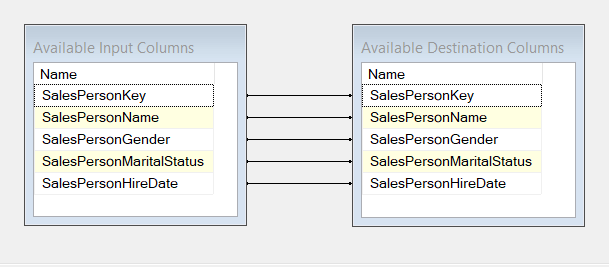 Available Input Columns
Name
SalesPersonKey
SalesPersonName
SalesPersonGender
SalesPersonMaritalStatus
SalesPersonHireDate
Available Destination Columns
Name
SalesPersonKey
SalesPersonName
SalesPersonGender
SalesPersonMaritalStatus
SalesPersonHireDate